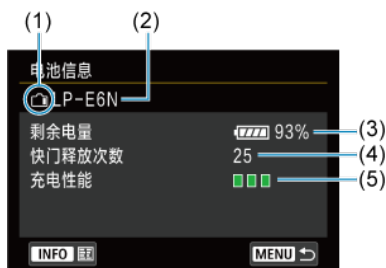 (1) (2)
电池信息
LP-E6N
剩余电量 93% (3)
快门释放次数 25 (4)
充电性能 (5)
INFO MENU